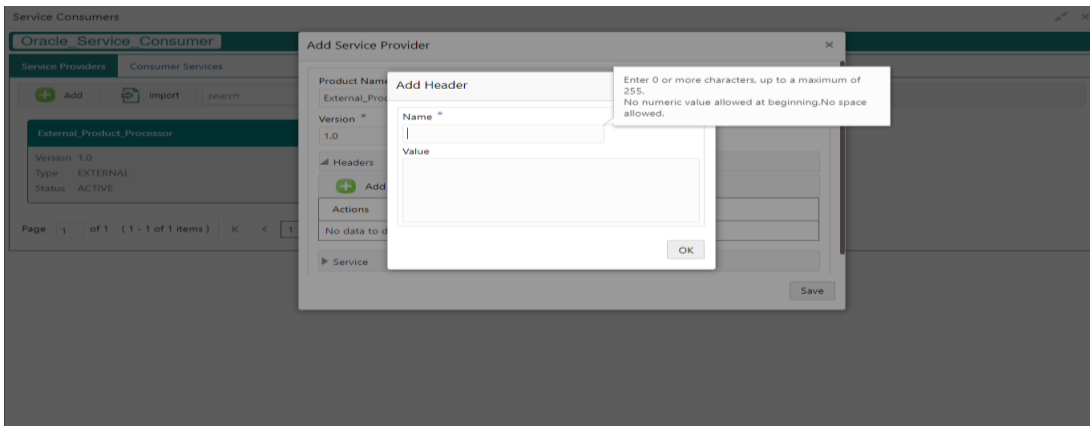 Service Consumers
Oracle_Service_Consumer
Service Providers Consumer Services
Add Import search
External_Product_Processor
Version 1.0
Type EXTERNAL
Status ACTIVE
Page 1 of 1 (1 - 1 of 1 items) K < 1
Add Service Provider ×
Product Name
External_Proc
Version *
1.0
Headers
Add
Actions
No data to d
Service
Save
Add Header
Name *
Value
OK
Enter 0 or more characters, up to a maximum of
255.
No numeric value allowed at beginning.No space
allowed.